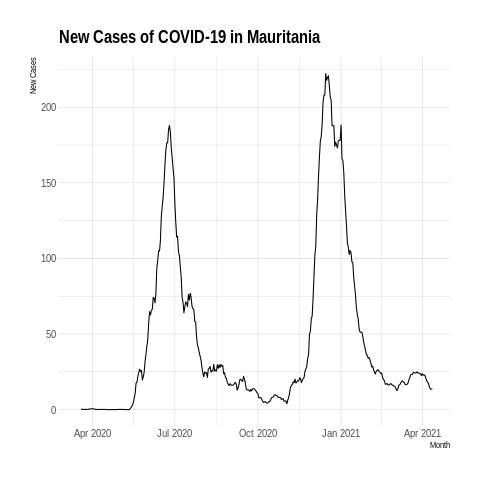 New Cases of COVID-19 in Mauritania
New Cases
200
150
100
50
0
Apr 2020 Jul 2020 Oct 2020 Jan 2021 Apr 2021
Month